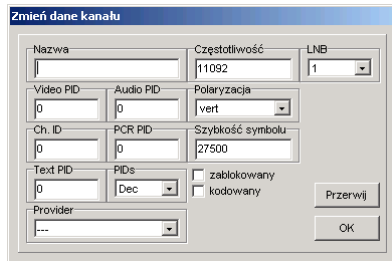 Zmień dane kanału
Nazwa Częstotliwość LNB
11092 1
Video PID Audio PID Polaryzacja
0 0 vert
Ch. ID PCR PID Szybkość symbolu
0 0 27500
Text PID PIDs zablokowany
0 Dec kodowany
Przerwij
Provider
--- OK